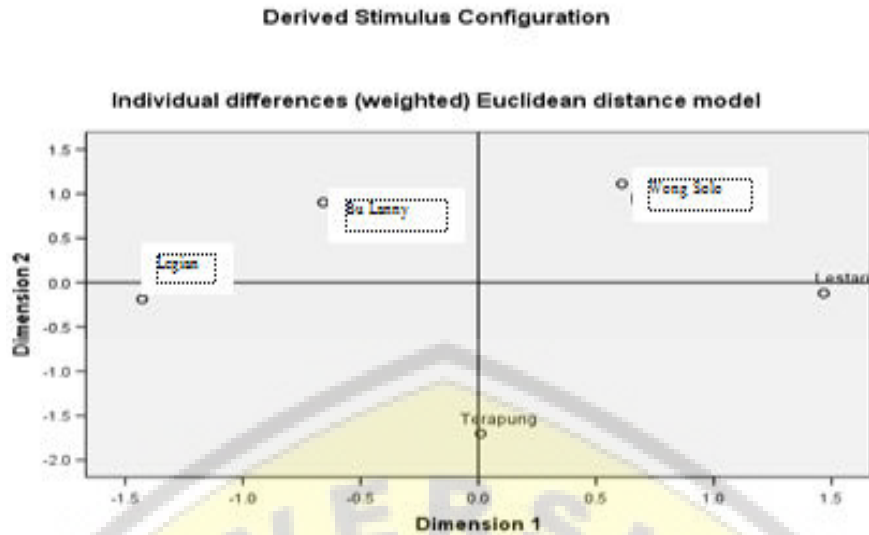 Derived Stimulus Configuration
Individual differences (weighted) Euclidean distance model
1.5
1.0
Wong Solo
Bu Lanny
0.5
Legian
0.0
Lestari
-0.5
-1.0
-1.5
Terapung
-2.0
-1.5
-1.0
-0.5
0.0
0.5
1.0
1.5
Dimension 2
Dimension 1